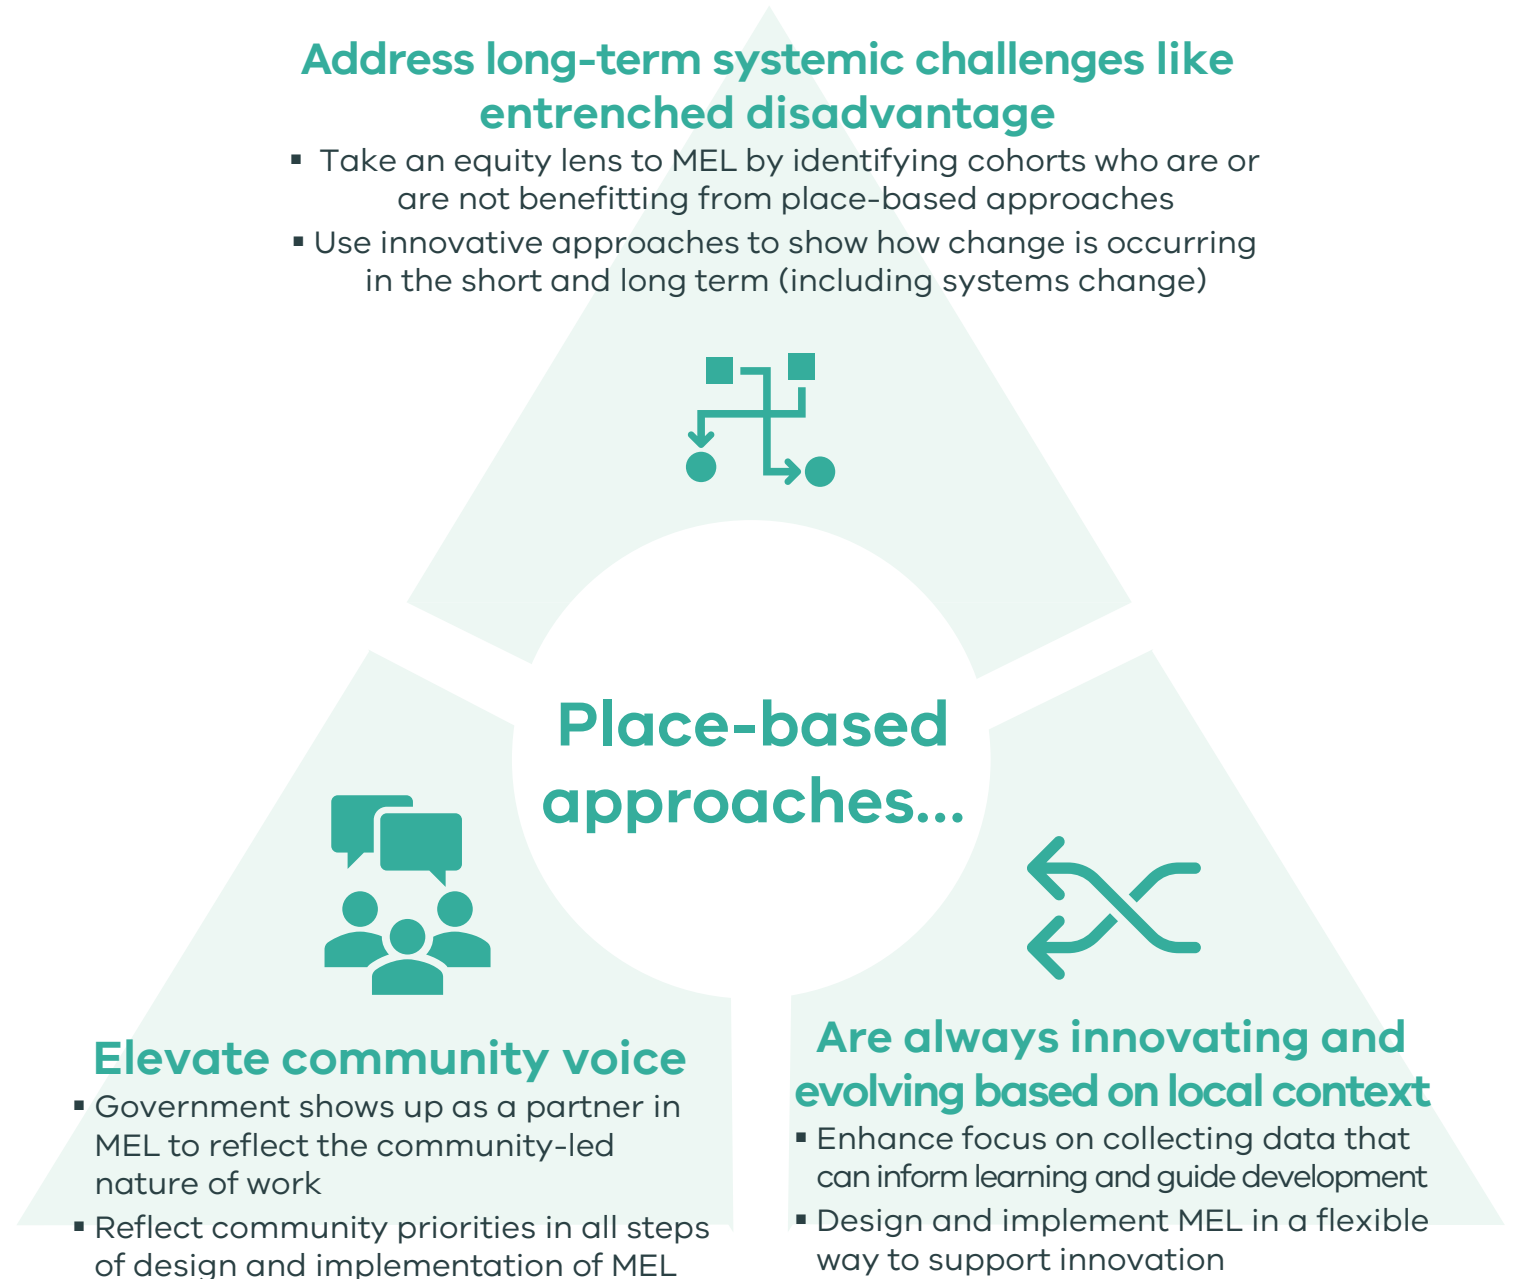 Address long-term systemic challenges like
entrenched disadvantage
▪ Take an equity lens to MEL by identifying cohorts who are or
are not benefitting from place-based approaches
▪ Use innovative approaches to show how change is occurring
in the short and long term (including systems change)
Place-based
approaches...
Elevate community voice
▪ Government shows up as a partner in
MEL to reflect the community-led
nature of work
▪ Reflect community priorities in all steps
of design and implementation of MEL
Are always innovating and
evolving based on local context
▪ Enhance focus on collecting data that
can inform learning and guide development
▪ Design and implement MEL in a flexible
way to support innovation